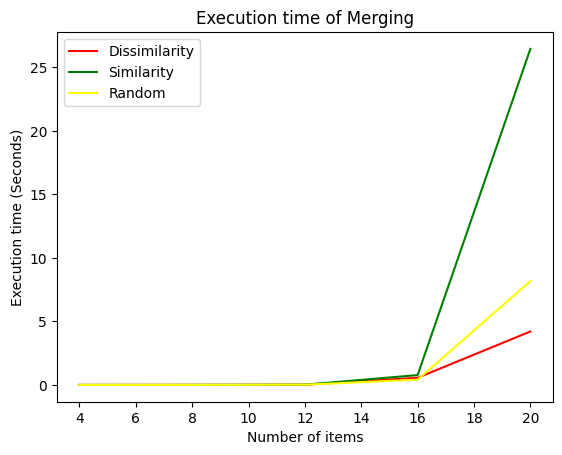 Execution time of Merging
Dissimilarity
Similarity
Random
Execution time (Seconds)
25
20
15
10
5
0
4 6 8 10 12 14 16 18 20
Number of items